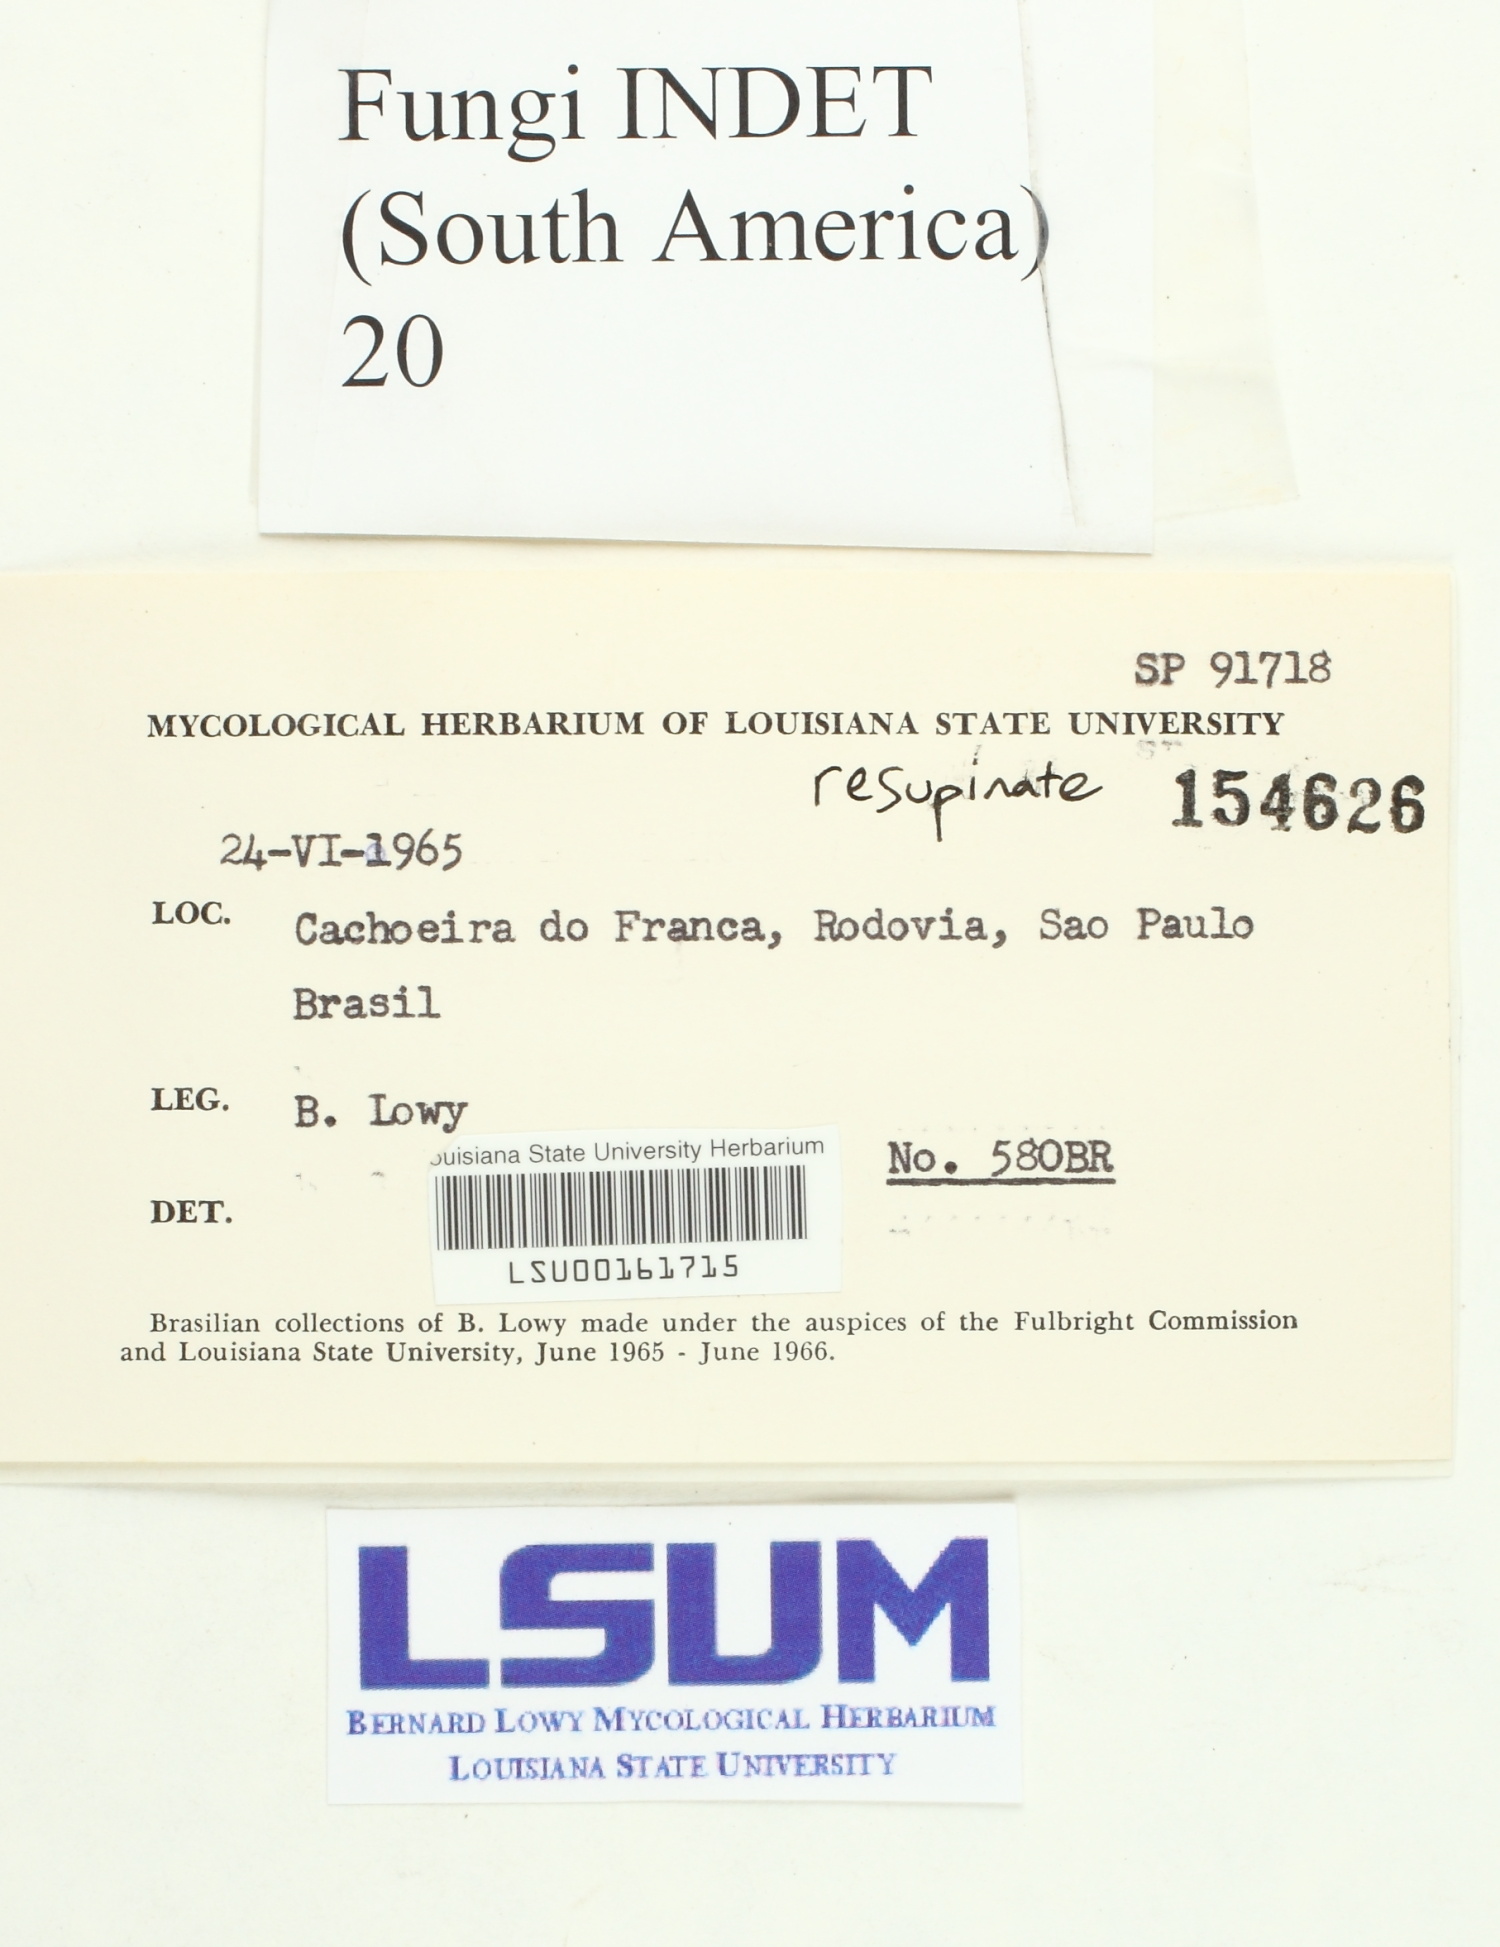 Fungi INDET
(South America)
20
SP 91718
MYCOLOGICAL HERBARIUM OF LOUISIANA STATE UNIVERSITY
resupinate 154626
24-VI-1965
LOC. Cachoeira do Franca, Rodovia, Sao Paulo
Brasil
LEG. B. Lowy
ouisiana State University Herbarium
No. 580BR
DET.
LSU00161715
Brasilian collections of B. Lowy made under the auspices of the Fulbright Commission
and Louisiana State University, June 1965 - June 1966.
LSUM
BERNARD LOWY MYCOLOGICAL HERBARIUM
LOUISIANA STATE UNIVERSITY